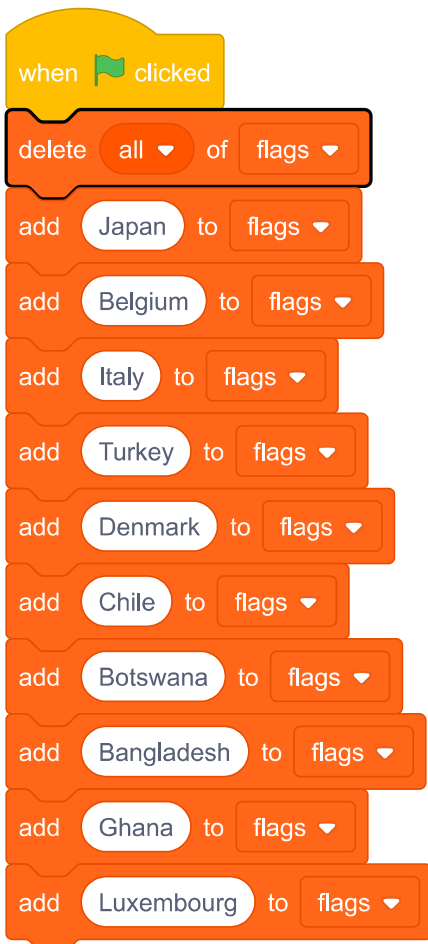 when clicked
delete all of flags
add Japan to flags
add Belgium to flags
add Italy to flags
add Turkey to flags
add Denmark to flags
add Chile to flags
add Botswana to flags
add Bangladesh to flags
add Ghana to flags
add Luxembourg to flags